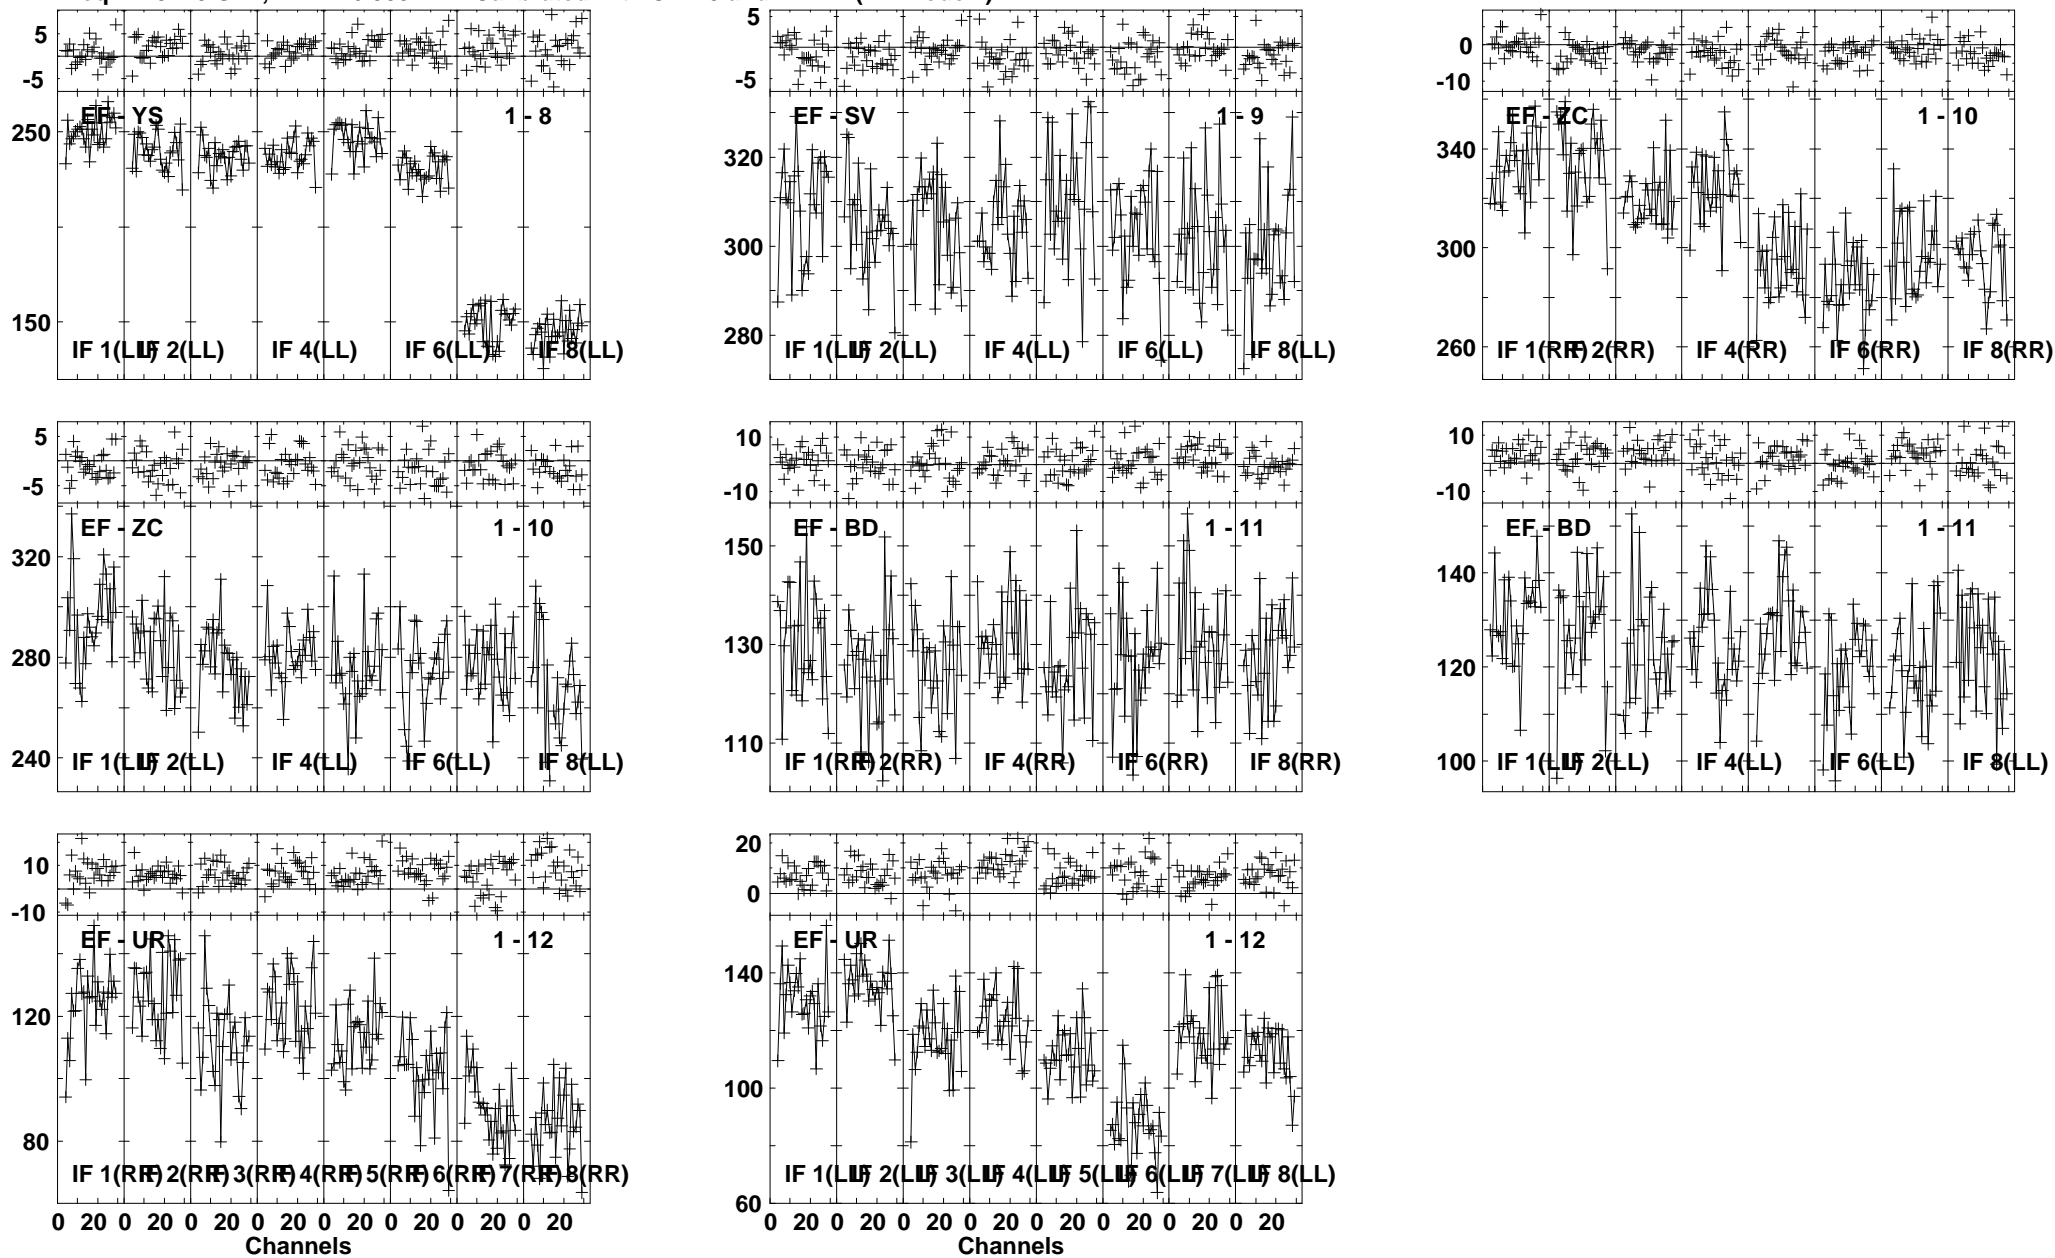 5
-5
EF - YS
1 - 8
250
150
IF 1(LL) IF 2(LL) IF 4(LL) IF 6(LL) IF 8(LL)
5
-5
EF - SV
1 - 9
320
300
280
IF 1(LL) IF 2(LL) IF 4(LL) IF 6(LL) IF 8(LL)
0
-10
EF - ZC
1 - 10
340
300
260
IF 1(RR) IF 2(RR) IF 4(RR) IF 6(RR) IF 8(RR)
5
-5
EF - ZC
1 - 10
320
280
240
IF 1(LL) IF 2(LL) IF 4(LL) IF 6(LL) IF 8(LL)
10
-10
EF - BD
1 - 11
150
130
110
IF 1(RR) IF 2(RR) IF 4(RR) IF 6(RR) IF 8(RR)
10
-10
EF - BD
1 - 11
140
120
100
IF 1(LL) IF 2(LL) IF 4(LL) IF 6(LL) IF 8(LL)
10
-10
EF - UR
1 - 12
120
80
IF 1(RR) IF 2(RR) IF 3(RR) IF 4(RR) IF 5(RR) IF 6(RR) IF 7(RR) IF 8(RR)
0 20 0 20 0 20 0 20 0 20 0 20 0 20 0 20
Channels
20
0
EF - UR
1 - 12
140
100
60
IF 1(LL) IF 2(LL) IF 3(LL) IF 4(LL) IF 5(LL) IF 6(LL) IF 7(LL) IF 8(LL)
0 20 0 20 0 20 0 20 0 20 0 20 0 20 0 20
Channels